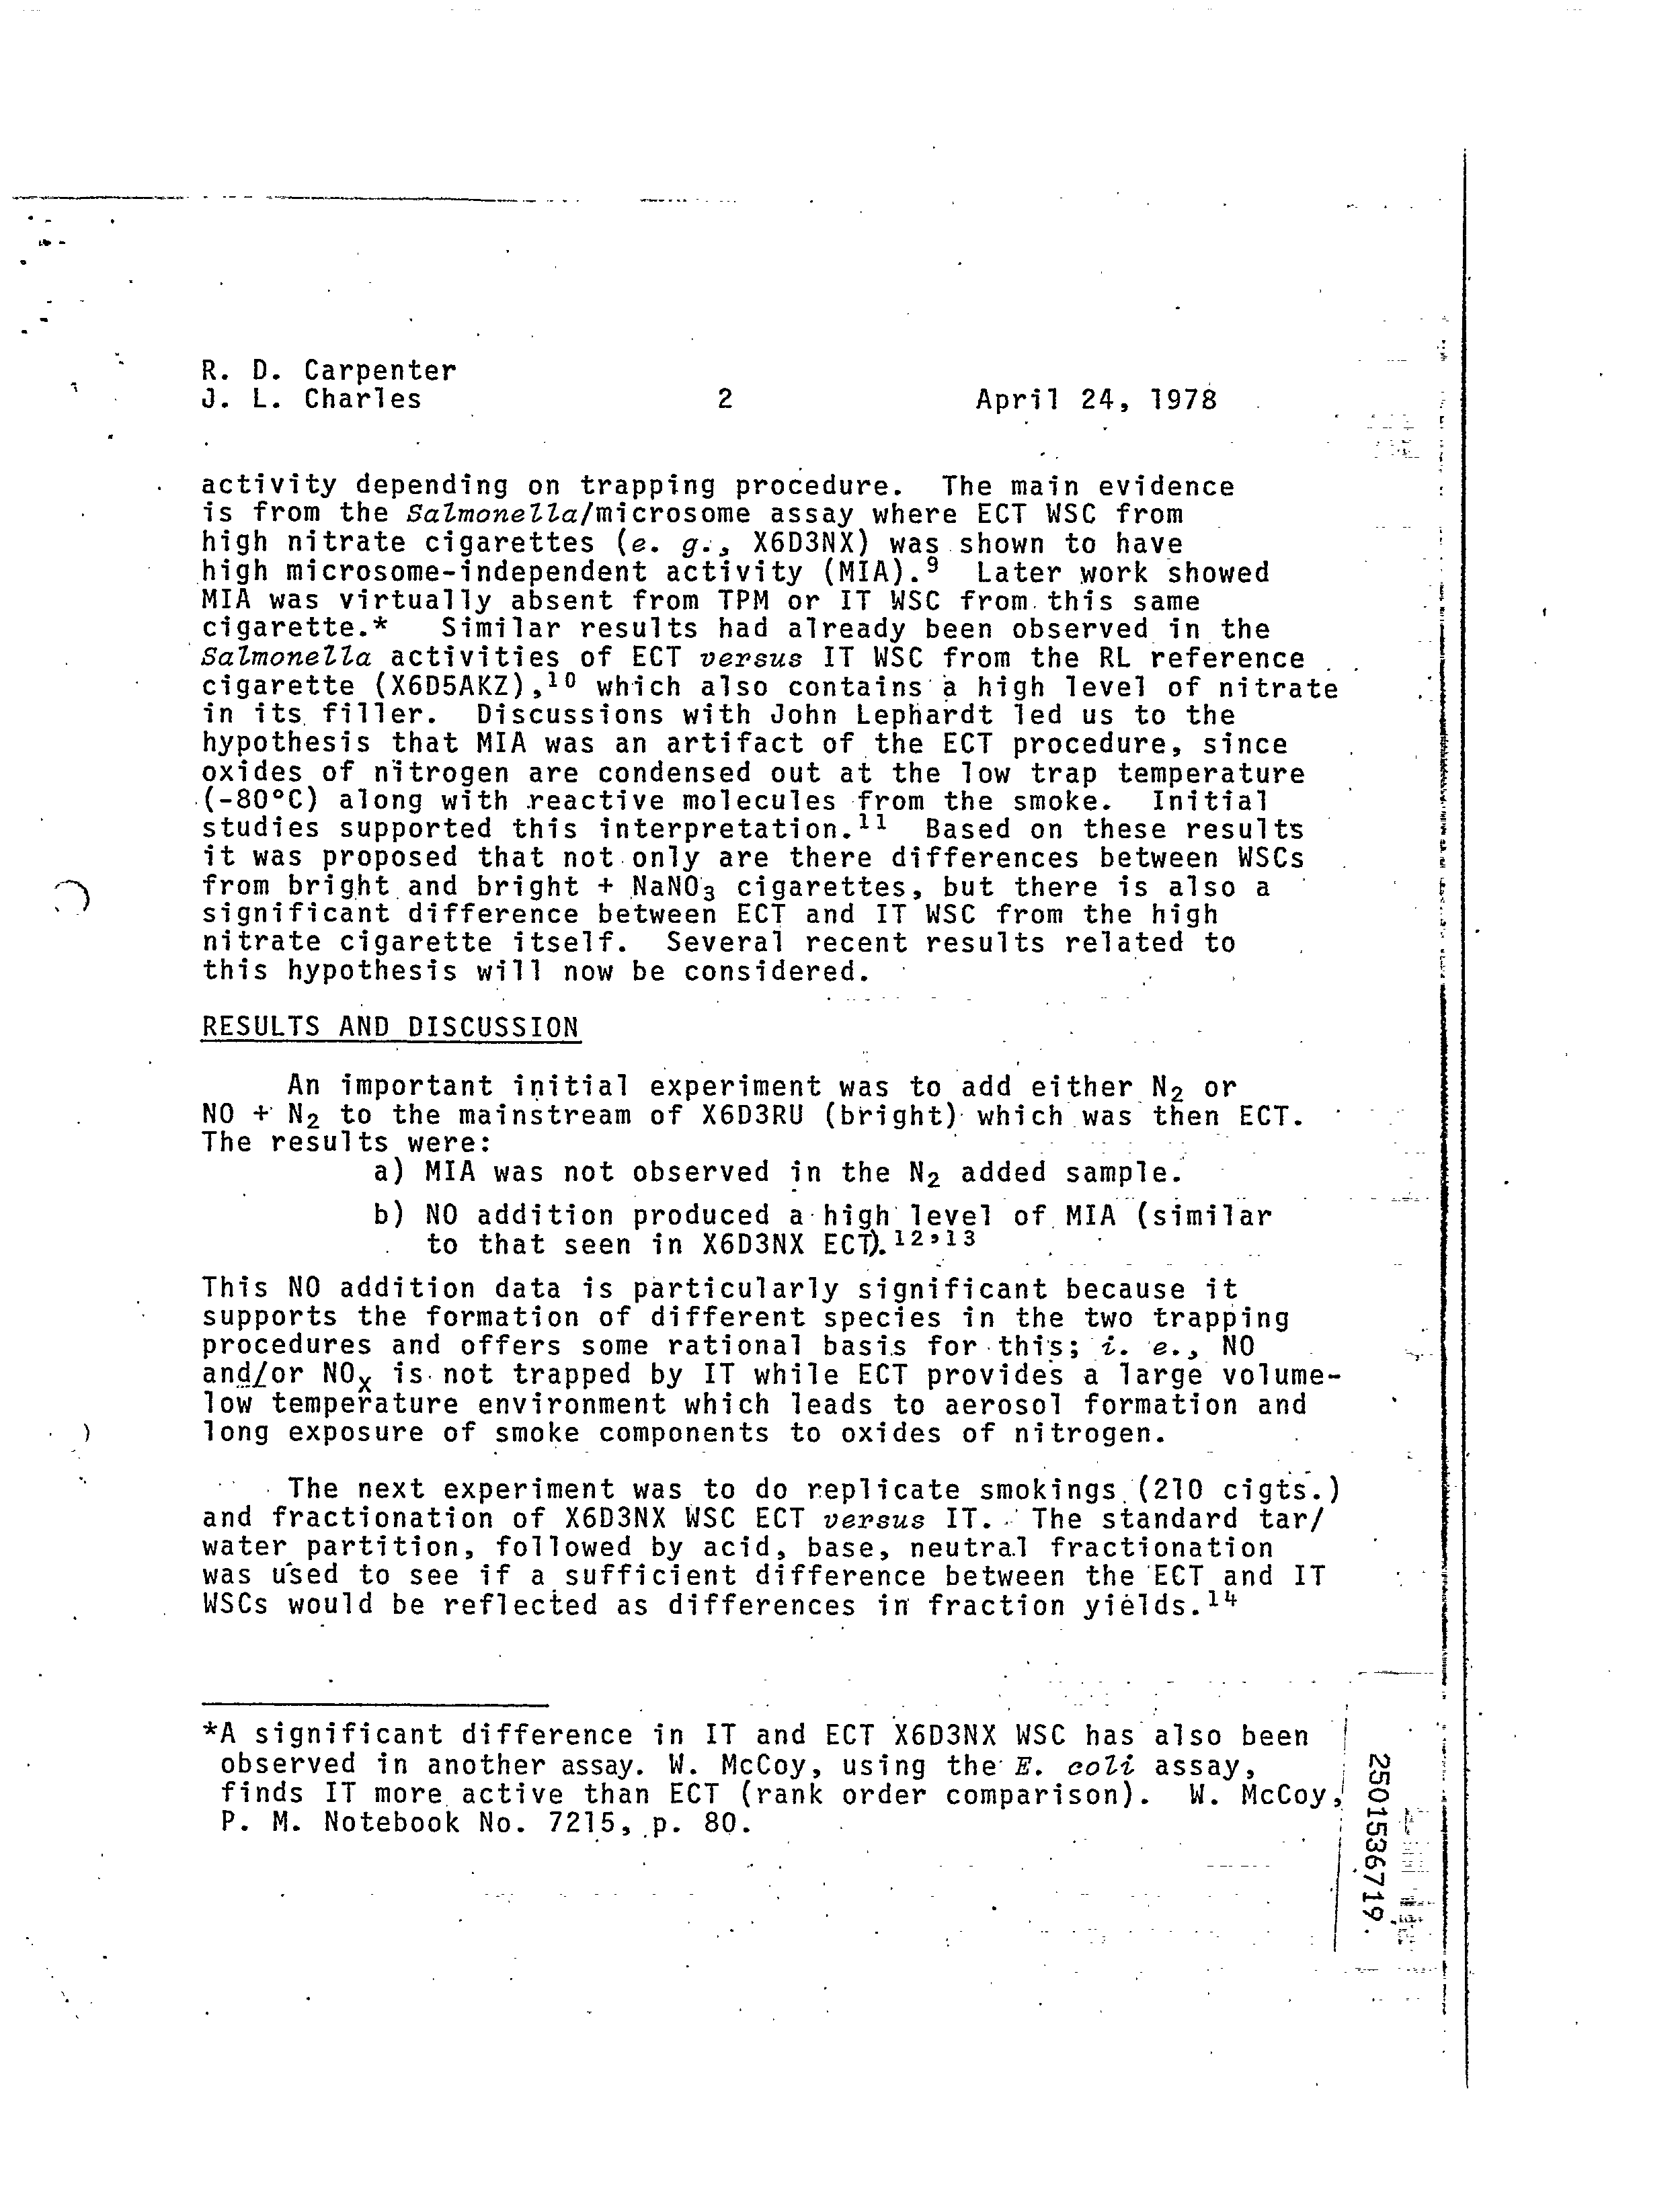 R. D. Carpenter
J. L. Charles 2 April 24, 1978
activity depending on trapping procedure. The main evidence
is from the Salmonella/microsome assay where ECT WSC from
high nitrate cigarettes (e. g., X6D3NX) was shown to have
high microsome-independent activity (MIA).⁹ Later work showed
MIA was virtually absent from TPM or IT WSC from this same
cigarette.* Similar results had already been observed in the
Salmonella activities of ECT versus IT WSC from the RL reference
cigarette (X6D5AKZ),¹⁰ which also contains a high level of nitrate
in its filler. Discussions with John Lephardt led us to the
hypothesis that MIA was an artifact of the ECT procedure, since
oxides of nitrogen are condensed out at the low trap temperature
(-80°C) along with reactive molecules from the smoke. Initial
studies supported this interpretation.¹¹ Based on these results
it was proposed that not only are there differences between WSCs
from bright and bright + NaNO₃ cigarettes, but there is also a
significant difference between ECT and IT WSC from the high
nitrate cigarette itself. Several recent results related to
this hypothesis will now be considered.
RESULTS AND DISCUSSION
An important initial experiment was to add either N₂ or
NO + N₂ to the mainstream of X6D3RU (bright) which was then ECT.
The results were:
a) MIA was not observed in the N₂ added sample.
b) NO addition produced a high level of MIA (similar
to that seen in X6D3NX ECT).¹²,¹³
This NO addition data is particularly significant because it
supports the formation of different species in the two trapping
procedures and offers some rational basis for this; i. e., NO
and/or NOₓ is not trapped by IT while ECT provides a large volume-
low temperature environment which leads to aerosol formation and
long exposure of smoke components to oxides of nitrogen.
The next experiment was to do replicate smokings (210 cigts.)
and fractionation of X6D3NX WSC ECT versus IT. The standard tar/
water partition, followed by acid, base, neutral fractionation
was used to see if a sufficient difference between the ECT and IT
WSCs would be reflected as differences in fraction yields.¹⁴
*A significant difference in IT and ECT X6D3NX WSC has also been
observed in another assay. W. McCoy, using the E. coli assay,
finds IT more active than ECT (rank order comparison). W. McCoy,
P. M. Notebook No. 7215, p. 80.
2501536719